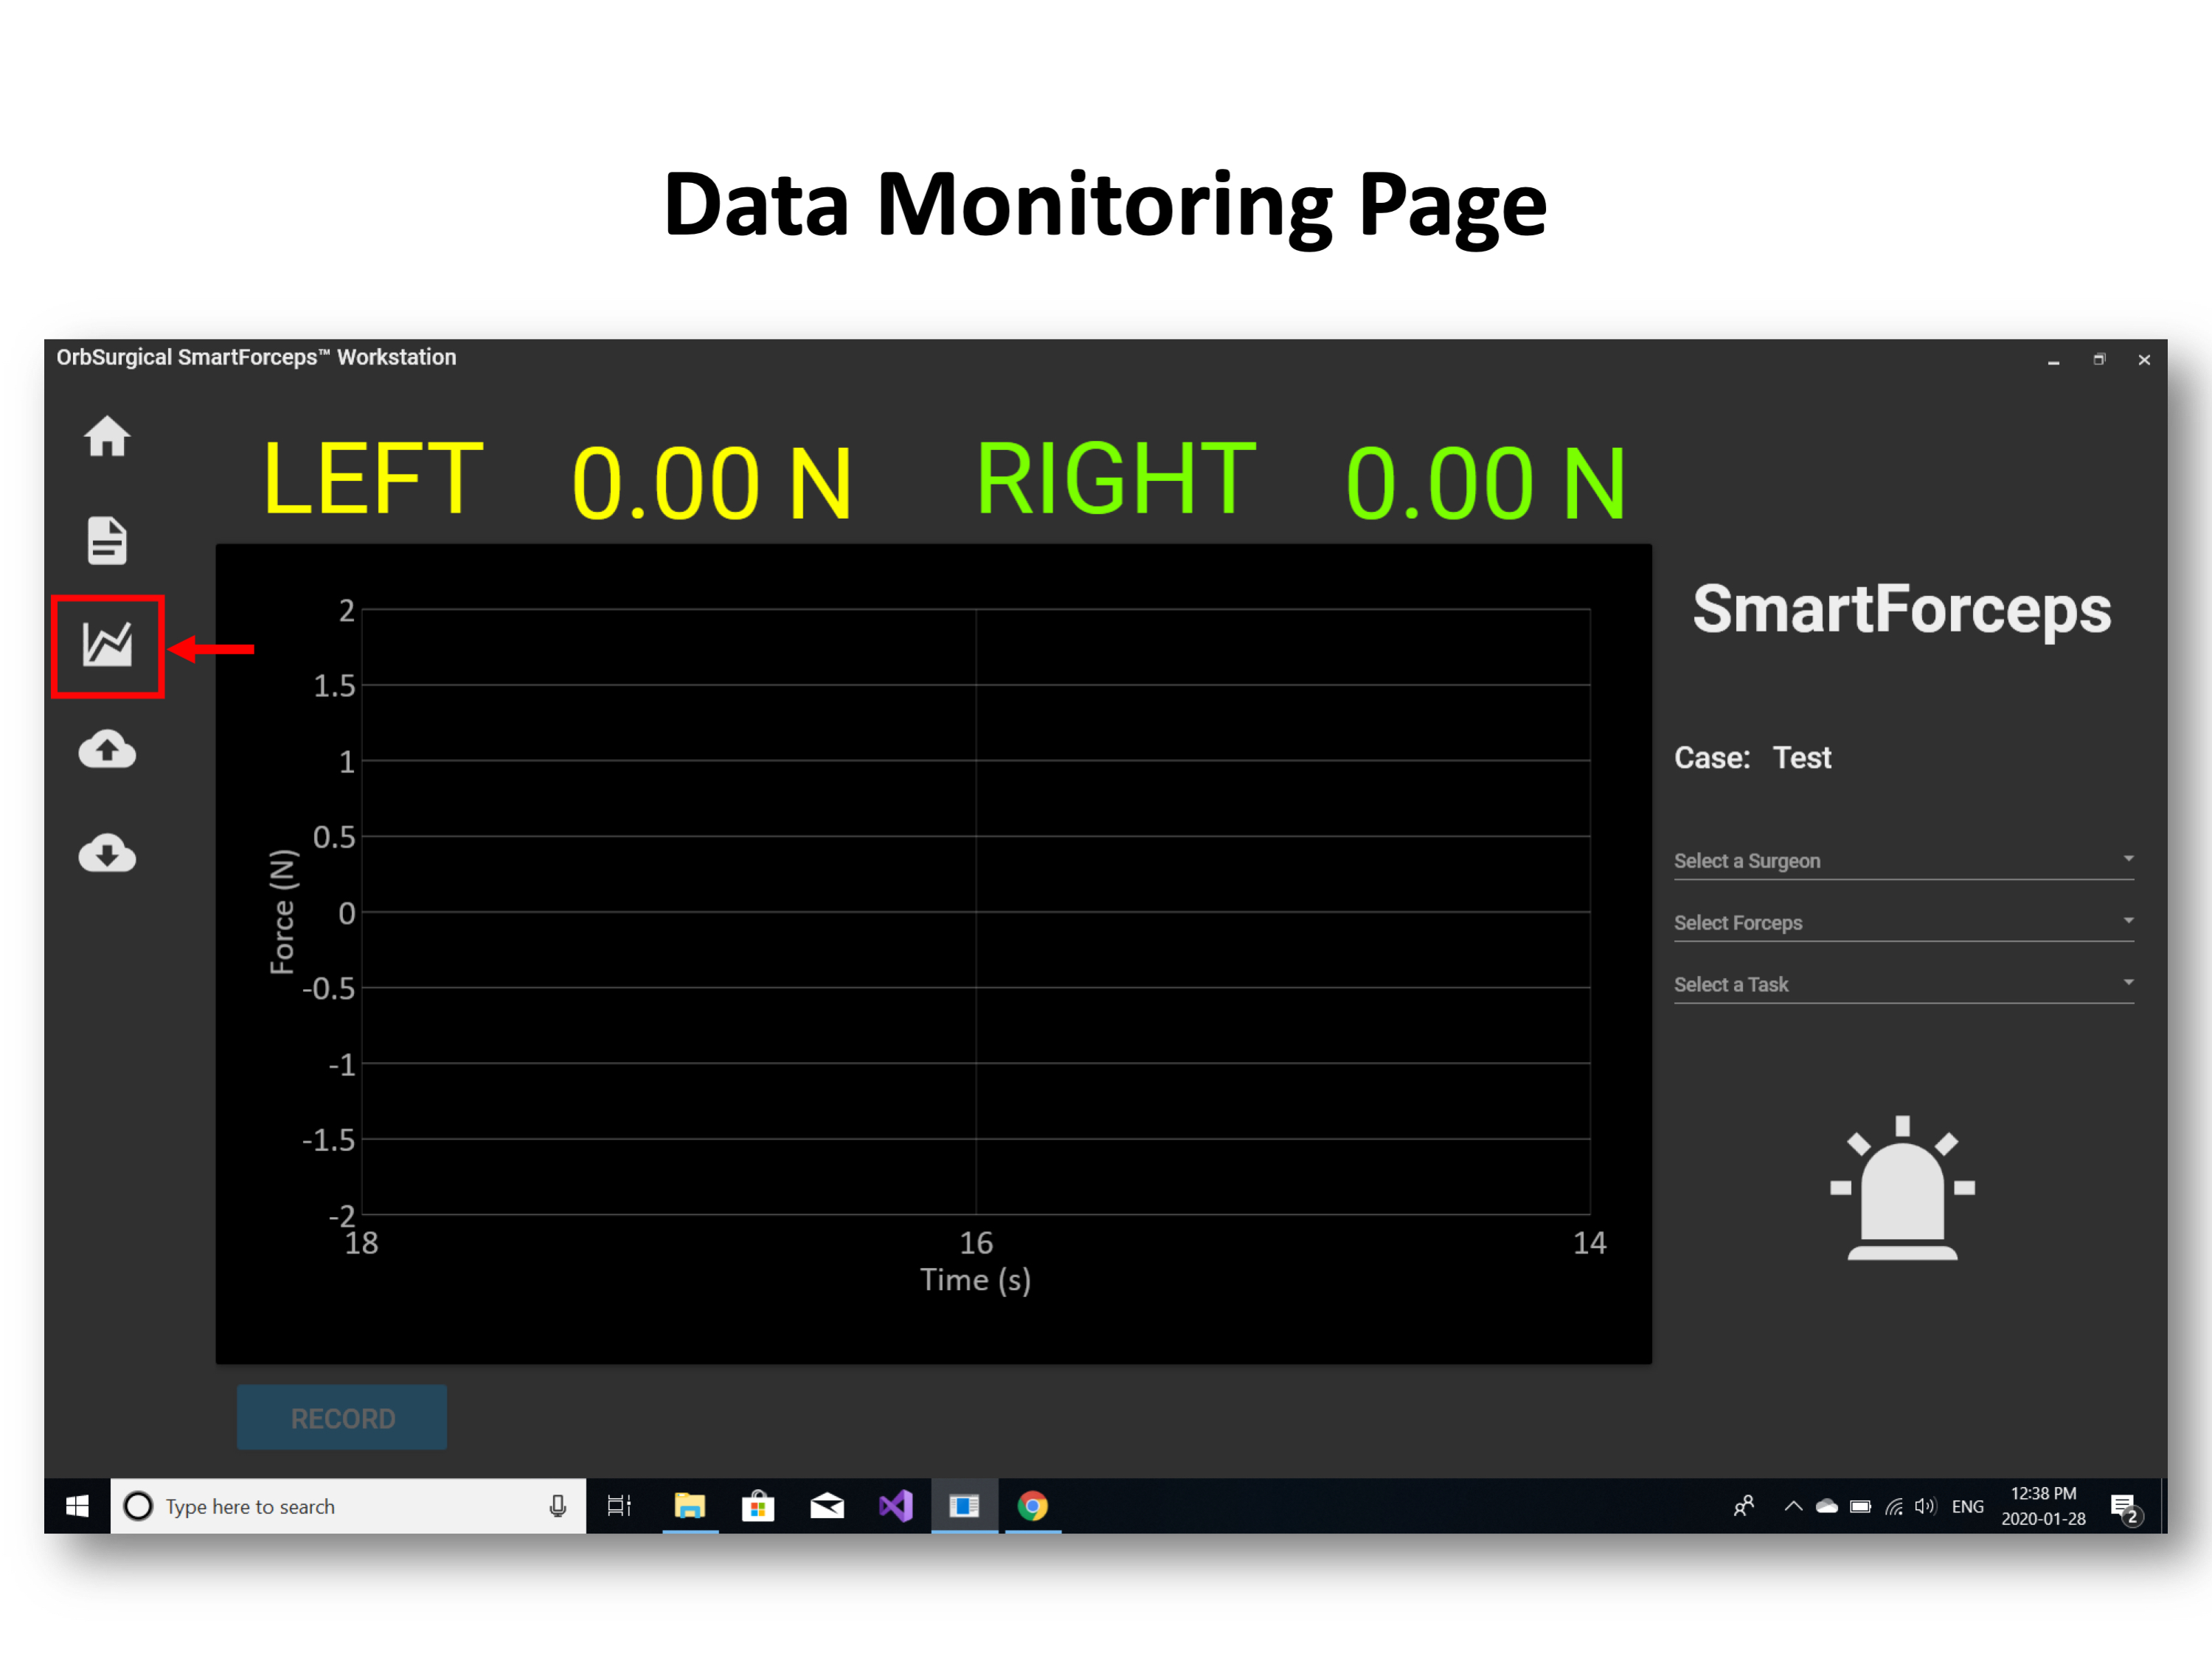 Data Monitoring Page
OrbSurgical SmartForceps™ Workstation
LEFT 0.00 N RIGHT 0.00 N
SmartForceps
Case: Test
Select a Surgeon
Select Forceps
Select a Task
Force (N)
2
1.5
1
0.5
0
-0.5
-1
-1.5
-2
18 16 14
Time (s)
RECORD
Type here to search
ENG
12:38 PM
2020-01-28
2